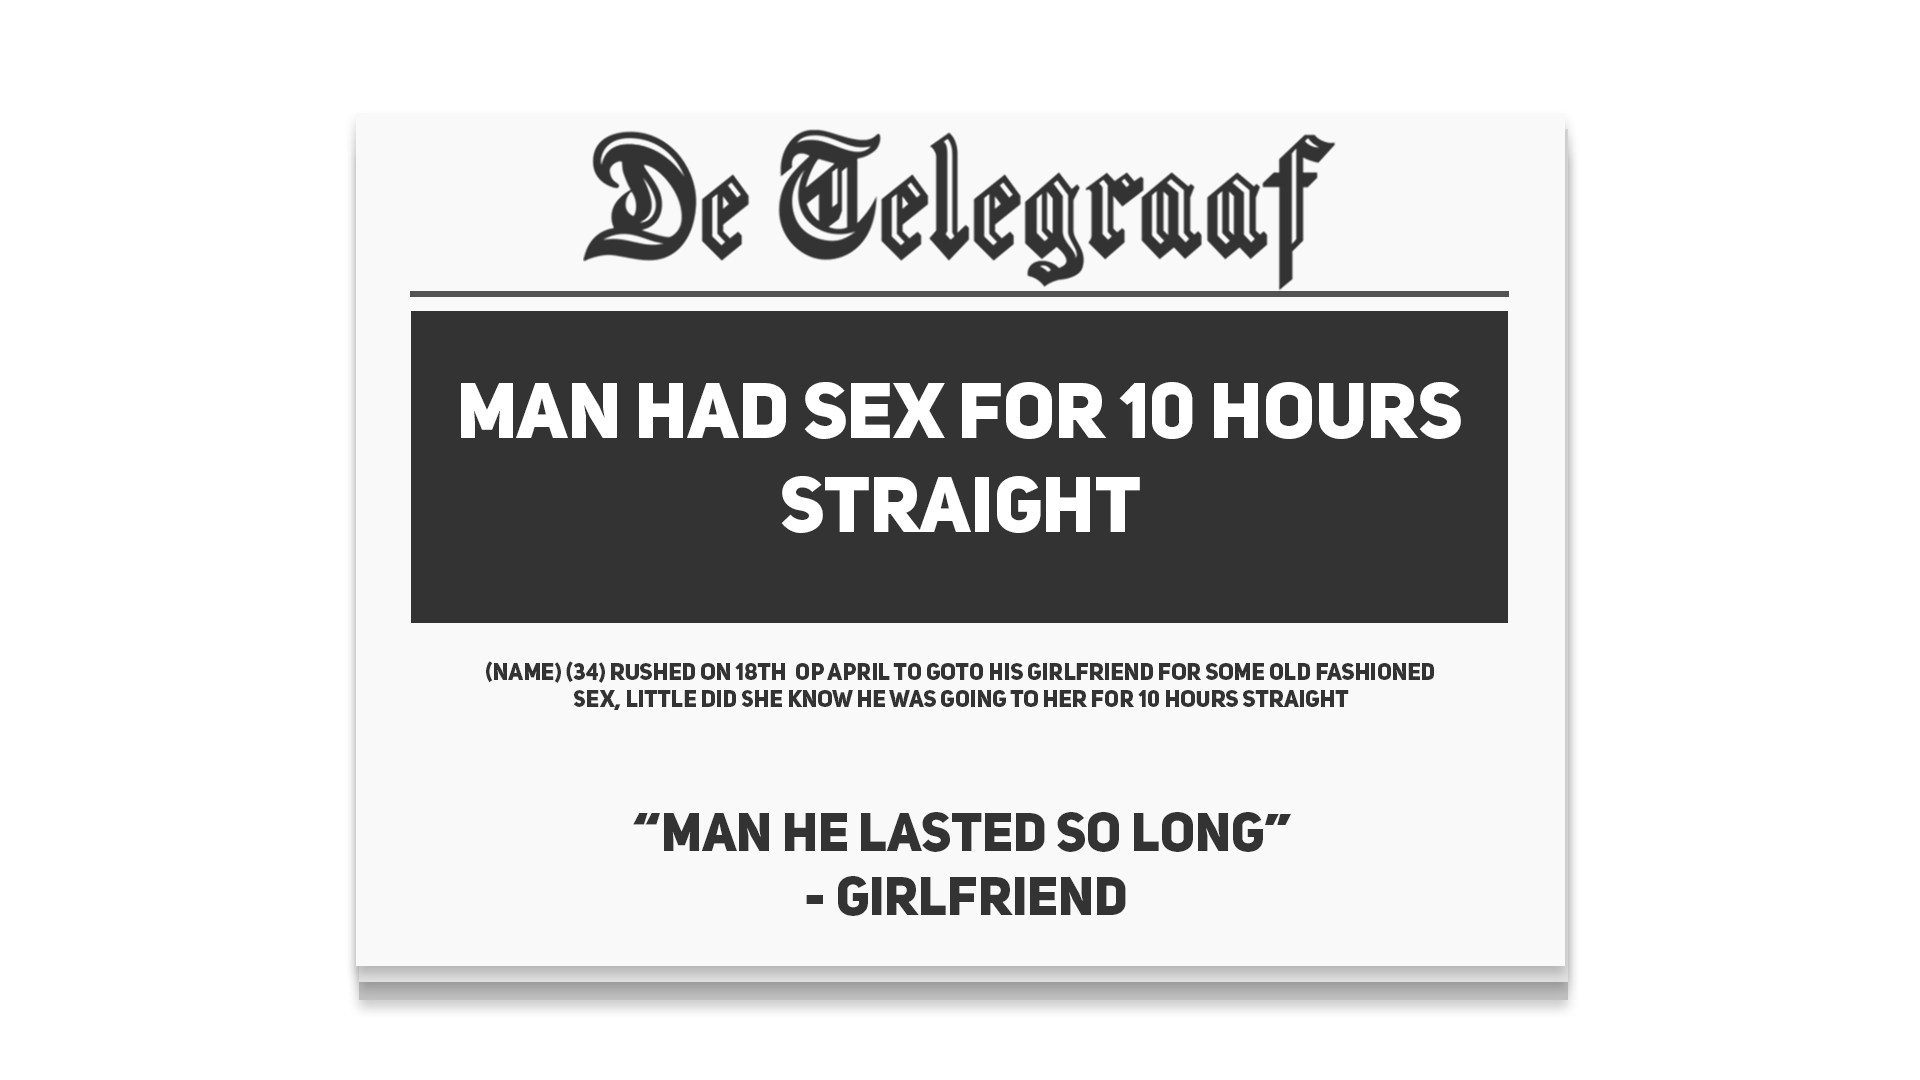 De Telegraaf
MAN HAD SEX FOR 10 HOURS
STRAIGHT
(NAME) (34) RUSHED ON 18TH OP APRIL TO GOTO HIS GIRLFRIEND FOR SOME OLD FASHIONED
SEX, LITTLE DID SHE KNOW HE WAS GOING TO HER FOR 10 HOURS STRAIGHT
“MAN HE LASTED SO LONG”
- GIRLFRIEND